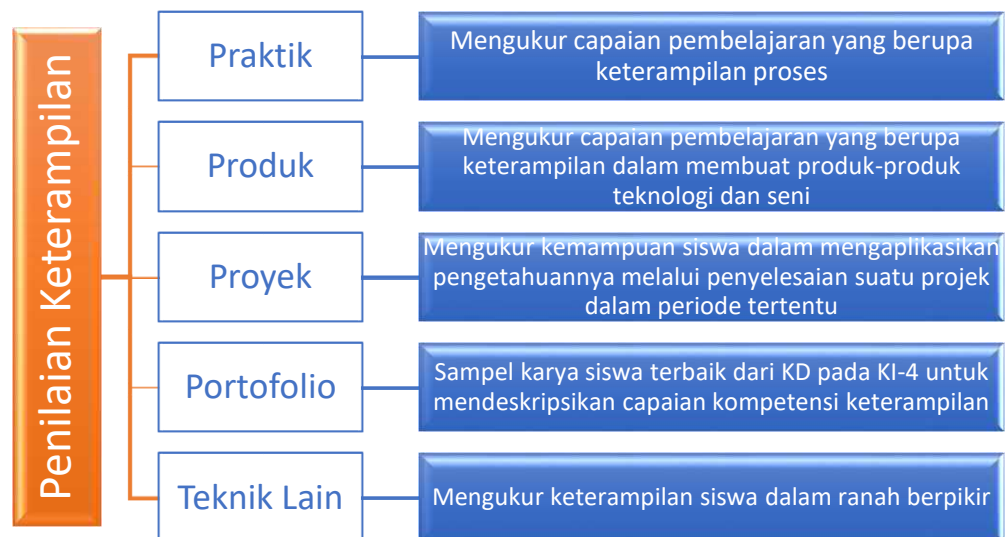 Penilaian Keterampilan
Praktik
Mengukur capaian pembelajaran yang berupa
keterampilan proses
Produk
Mengukur capaian pembelajaran yang berupa
keterampilan dalam membuat produk-produk
teknologi dan seni
Proyek
Mengukur kemampuan siswa dalam mengaplikasikan
pengetahuannya melalui penyelesaian suatu projek
dalam periode tertentu
Portofolio
Sampel karya siswa terbaik dari KD pada KI-4 untuk
mendeskripsikan capaian kompetensi keterampilan
Teknik Lain
Mengukur keterampilan siswa dalam ranah berpikir